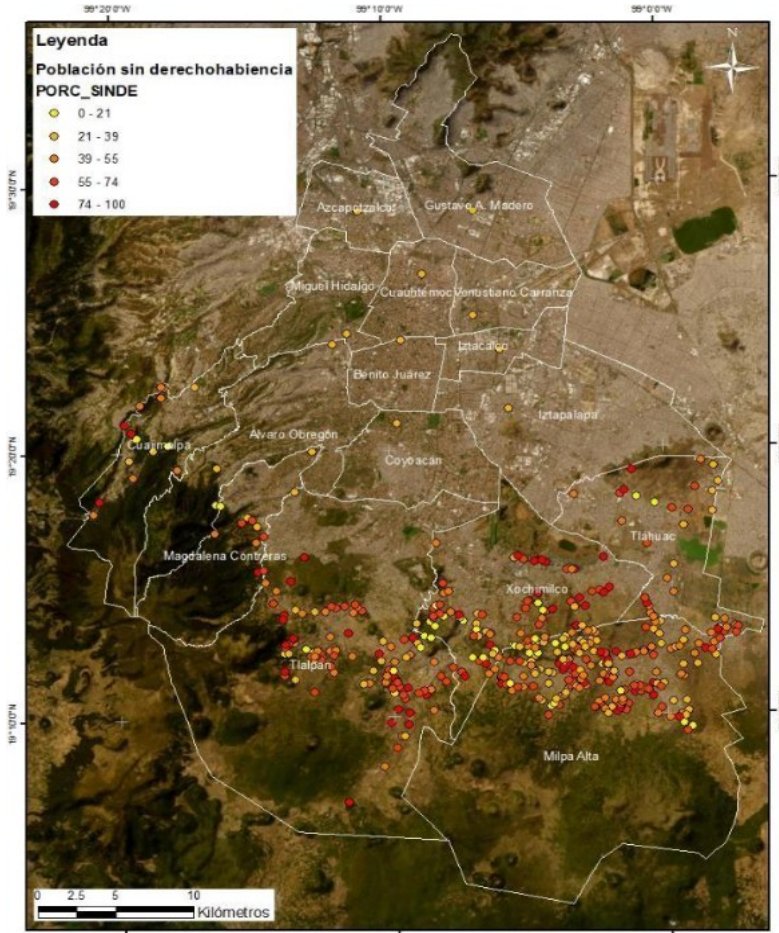 99°20'0"W 99°10'0"W 99°0'0"W
Leyenda
Población sin derechohabiencia
PORC_SINDE
0 - 21
21 - 39
39 - 55
55 - 74
74 - 100
N
19°30'0"N
Azcapotzalco
Gustavo A. Madero
Miguel Hidalgo
Cuauhtémoc
Venustiano Carranza
Iztacalco
Benito Juárez
Iztapalapa
Cuajimalpa
Alvaro Obregón
19°20'0"N
Coyoacán
Tlahuac
Magdalena Contreras
Xochimilco
Tlalpan
19°10'0"N
Milpa Alta
0 2.5 5 10
Kilómetros